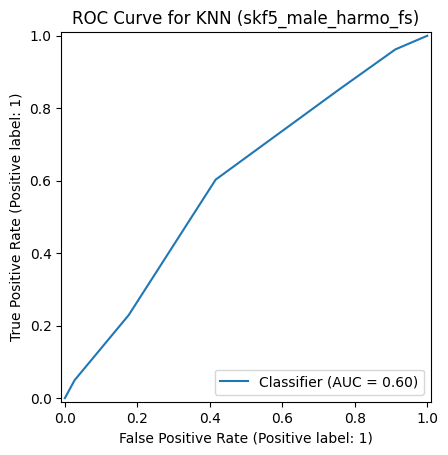 ROC Curve for KNN (skf5_male_harmo_fs)
1.0
0.8
0.6
0.4
0.2
0.0
True Positive Rate (Positive label: 1)
Classifier (AUC = 0.60)
0.0 0.2 0.4 0.6 0.8 1.0
False Positive Rate (Positive label: 1)